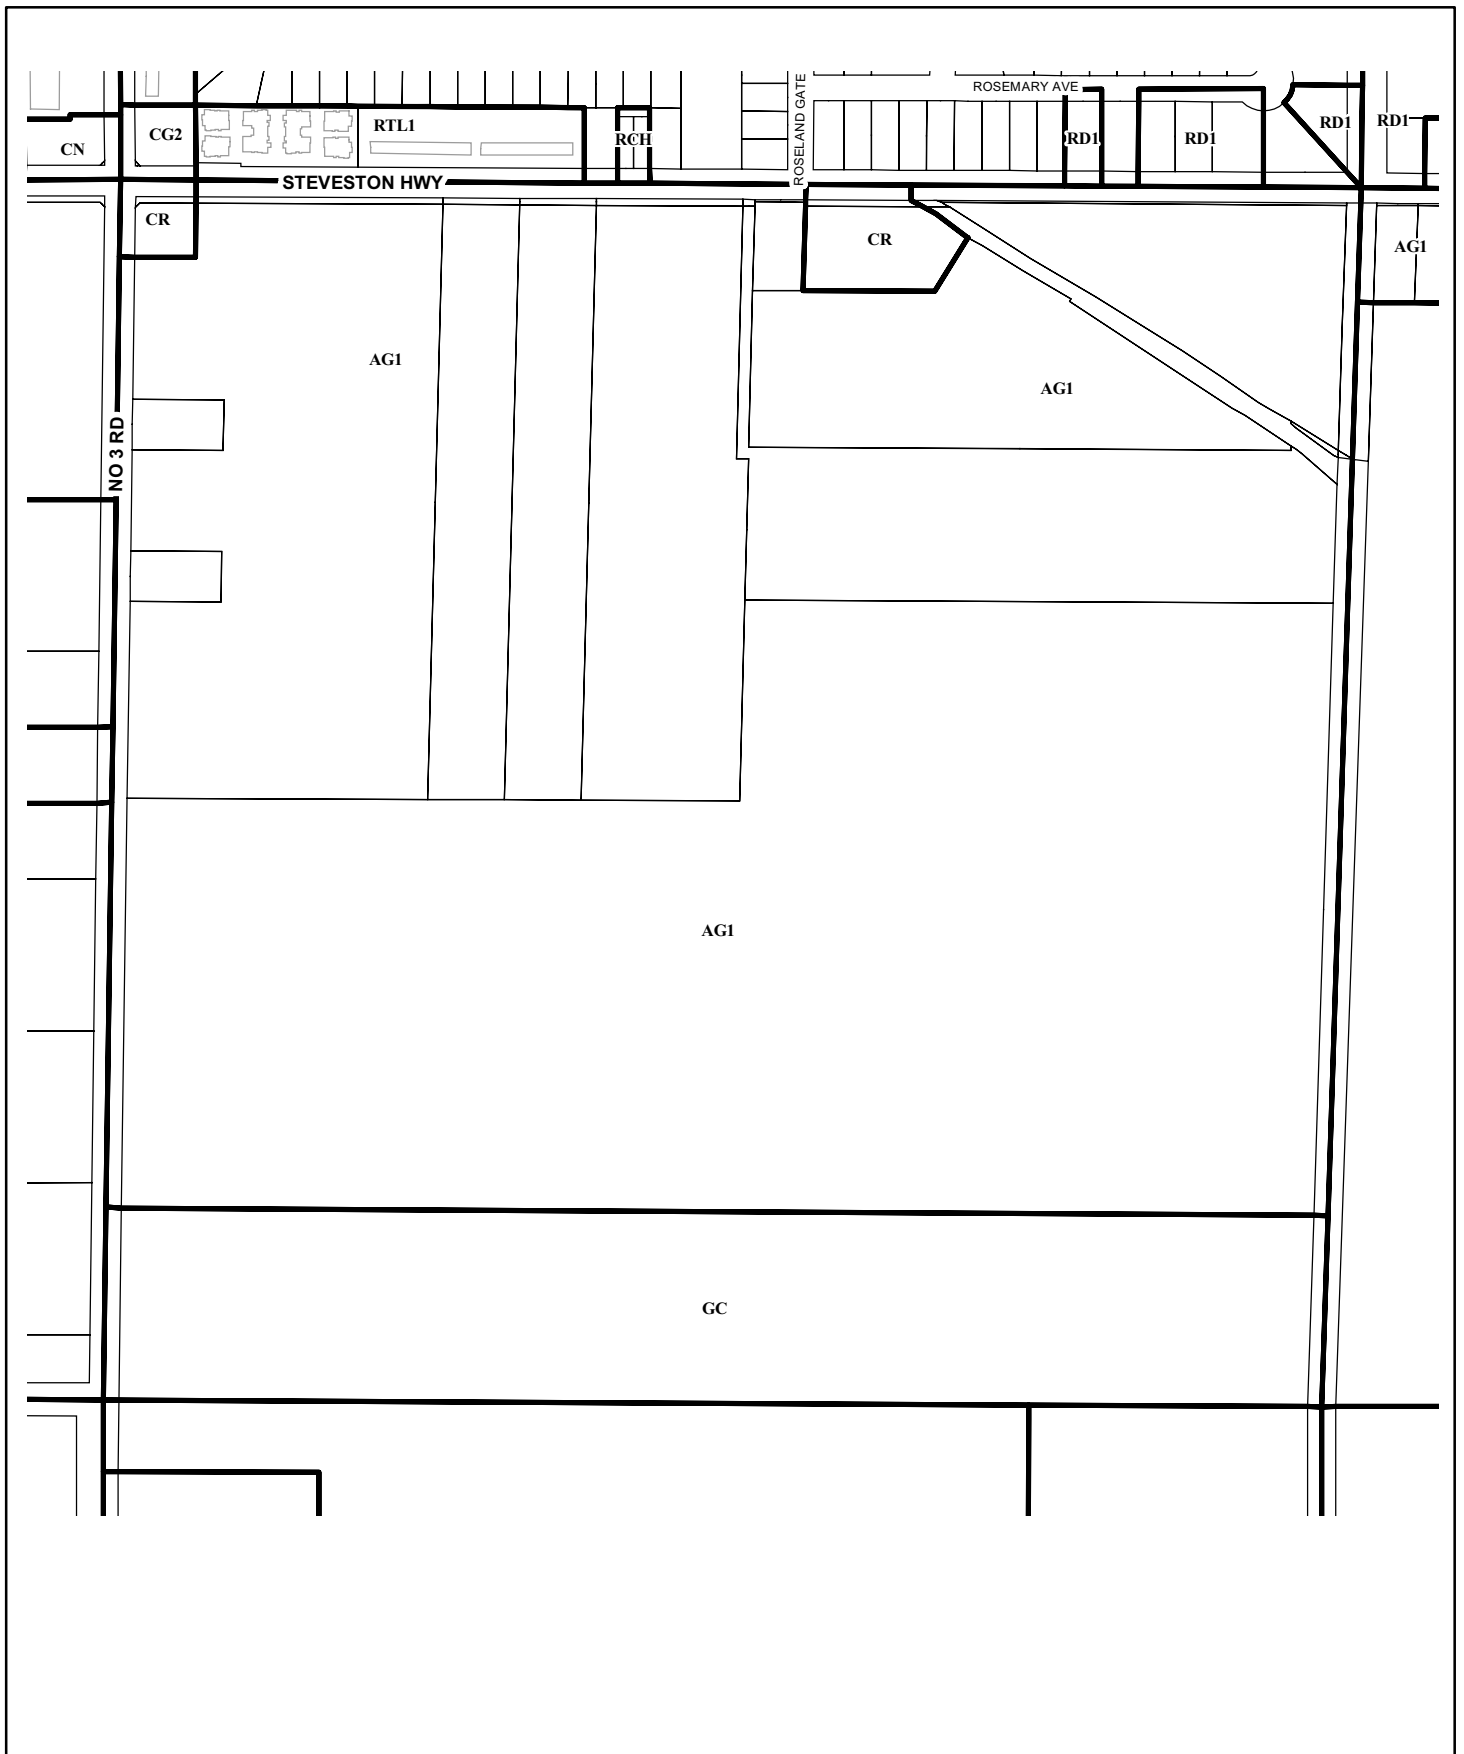 ROSEMARY AVE
ROSELAND GATE
CN
CG2
RTL1
RCH
RD1
RD1
RD1
RD1
STEVESTON HWY
CR
CR
AG1
AG1
AG1
NO 3 RD
AG1
GC